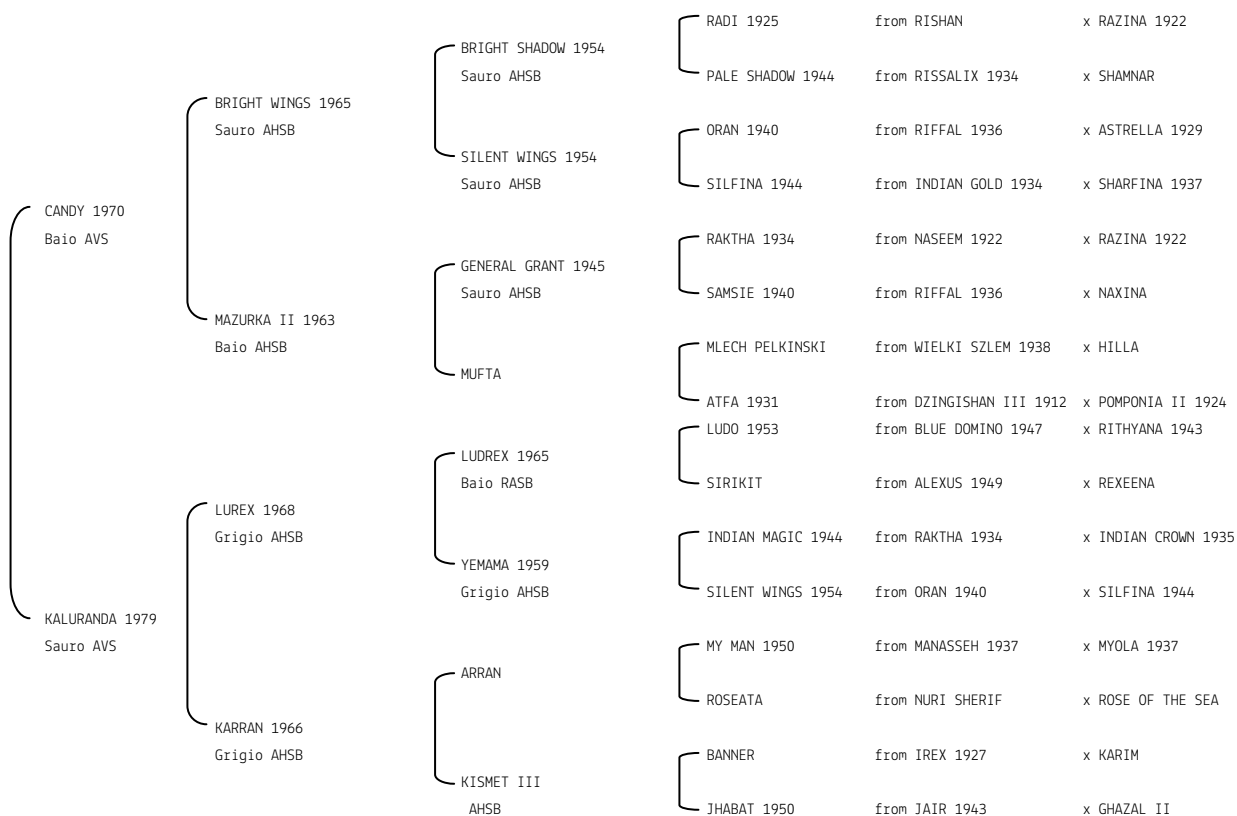 RADI 1925 from RISHAN x RAZINA 1922
BRIGHT SHADOW 1954
Sauro AHSB PALE SHADOW 1944 from RISSALIX 1934 x SHAMNAR
BRIGHT WINGS 1965
Sauro AHSB ORAN 1940 from RIFFAL 1936 x ASTRELLA 1929
SILENT WINGS 1954
Sauro AHSB SILFINA 1944 from INDIAN GOLD 1934 x SHARFINA 1937
CANDY 1970
Baio AVS RAKTHA 1934 from NASEEM 1922 x RAZINA 1922
GENERAL GRANT 1945
Sauro AHSB SAMSIE 1940 from RIFFAL 1936 x NAXINA
MAZURKA II 1963
Baio AHSB MLECH PELKINSKI from WIELKI SZLEM 1938 x HILLA
MUFTA
ATFA 1931 from DZINGISHAN III 1912 x POMPONIA II 1924
LUDO 1953 from BLUE DOMINO 1947 x RITHYANA 1943
LUDREX 1965
Baio RASB SIRIKIT from ALEXUS 1949 x REXEENA
LUREX 1968
Grigio AHSB INDIAN MAGIC 1944 from RAKTHA 1934 x INDIAN CROWN 1935
YEMAMA 1959
Grigio AHSB SILENT WINGS 1954 from ORAN 1940 x SILFINA 1944
KALURANDA 1979
Sauro AVS MY MAN 1950 from MANASSEH 1937 x MYOLA 1937
ARRAN
ROSEATA from NURI SHERIF x ROSE OF THE SEA
KARRAN 1966
Grigio AHSB BANNER from IREX 1927 x KARIM
KISMET III
AHSB JHABAT 1950 from JAIR 1943 x GHAZAL II